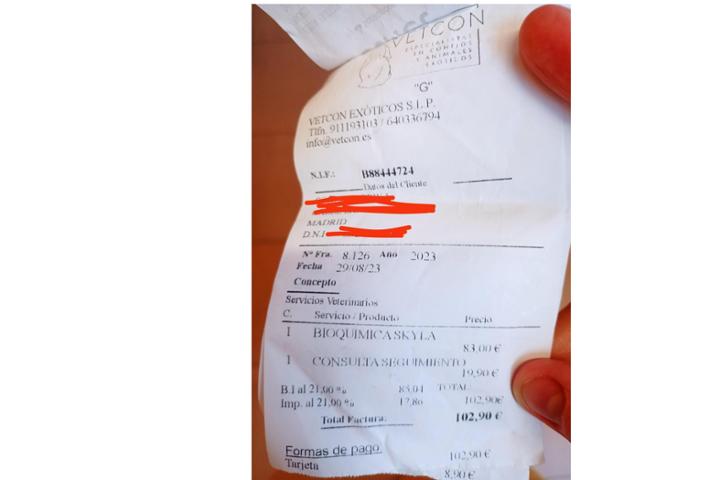 VETCON
ESPECIALISTAS
EN CONEJOS
Y ANIMALES
EXÓTICOS
"G"
VETCON EXÓTICOS S.L.P.
Tlfn. 911193103 / 640336794
info@vetcon.es
N.I.F.: B88444724
Datos del Cliente
MADRID
D.N.I
Nº Fra. 8.126 Año 2023
Fecha 29/08/23
Concepto
Servicios Veterinarios
C. Servicio / Producto Precio
1 BIOQUIMICA SKYLA
83,00 €
1 CONSULTA SEGUIMIENTO
19,90 €
B.I al 21,00 % 85,04 TOTAL:
Imp. al 21,00 % 17,86 102,90€
Total Factura: 102,90 €
Formas de pago: 102,90 €
Tarjeta 8,90 €